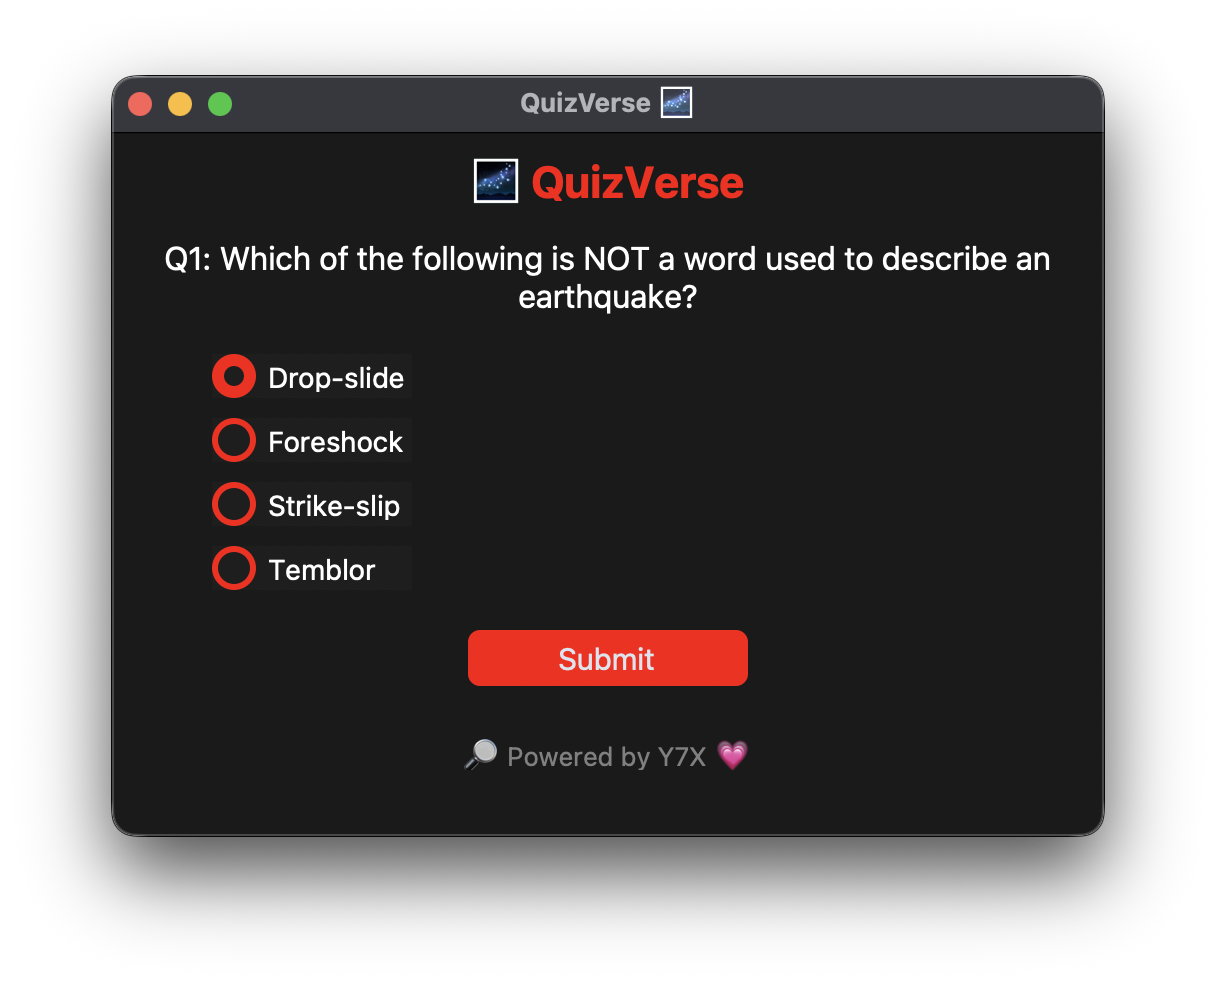 QuizVerse 🌌
🌌 QuizVerse
Q1: Which of the following is NOT a word used to describe an
earthquake?
Drop-slide
Foreshock
Strike-slip
Temblor
Submit
🔎 Powered by Y7X 💗